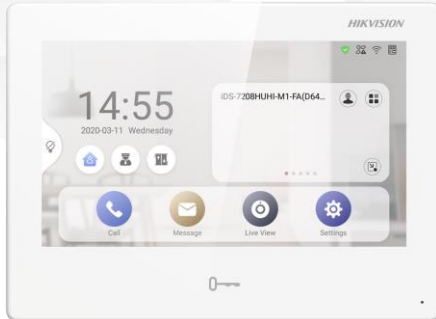 HIKVISION
14:55
2020-03-11 Wednesday
iDS-7208HUHI-M1-FA(D64...
Call
Message
Live View
Settings